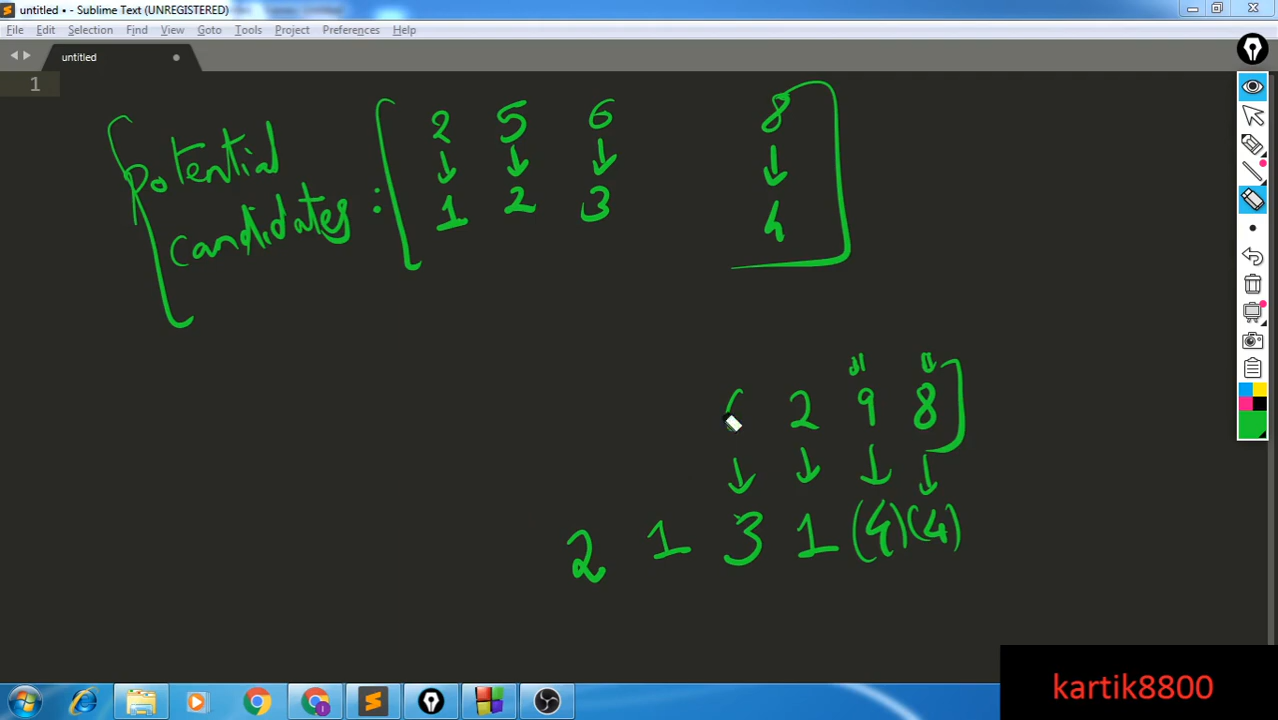 untitled • - Sublime Text (UNREGISTERED)
File Edit Selection Find View Goto Tools Project Preferences Help
untitled
1
2 5 6 8
Potential
candidates :
1 2 3 4
2 9 8
2 1 3 1 (4) (4)
kartik8800